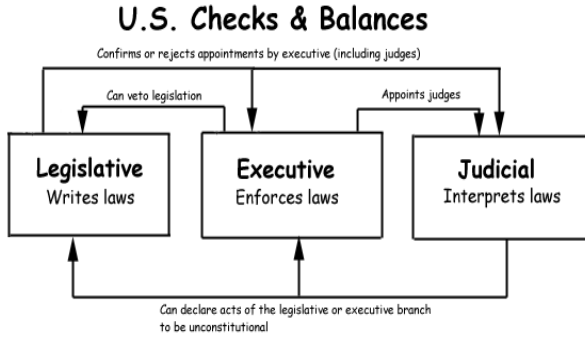 U.S. Checks & Balances
Confirms or rejects appointments by executive (including judges)
Can veto legislation
Appoints judges
Legislative
Writes laws
Executive
Enforces laws
Judicial
Interprets laws
Can declare acts of the legislative or executive branch
to be unconstitutional